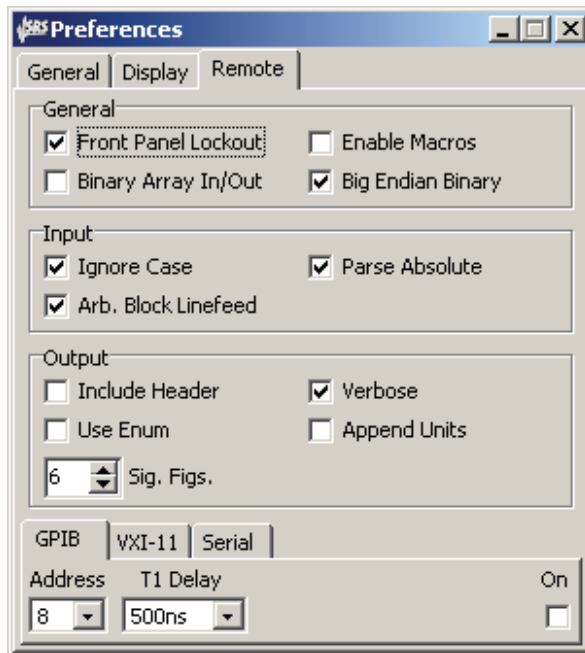 SRS Preferences
General Display Remote
General
Front Panel Lockout Enable Macros
Binary Array In/Out Big Endian Binary
Input
Ignore Case Parse Absolute
Arb. Block Linefeed
Output
Include Header Verbose
Use Enum Append Units
6 Sig. Figs.
GPIB VXI-11 Serial
Address T1 Delay On
8 500ns